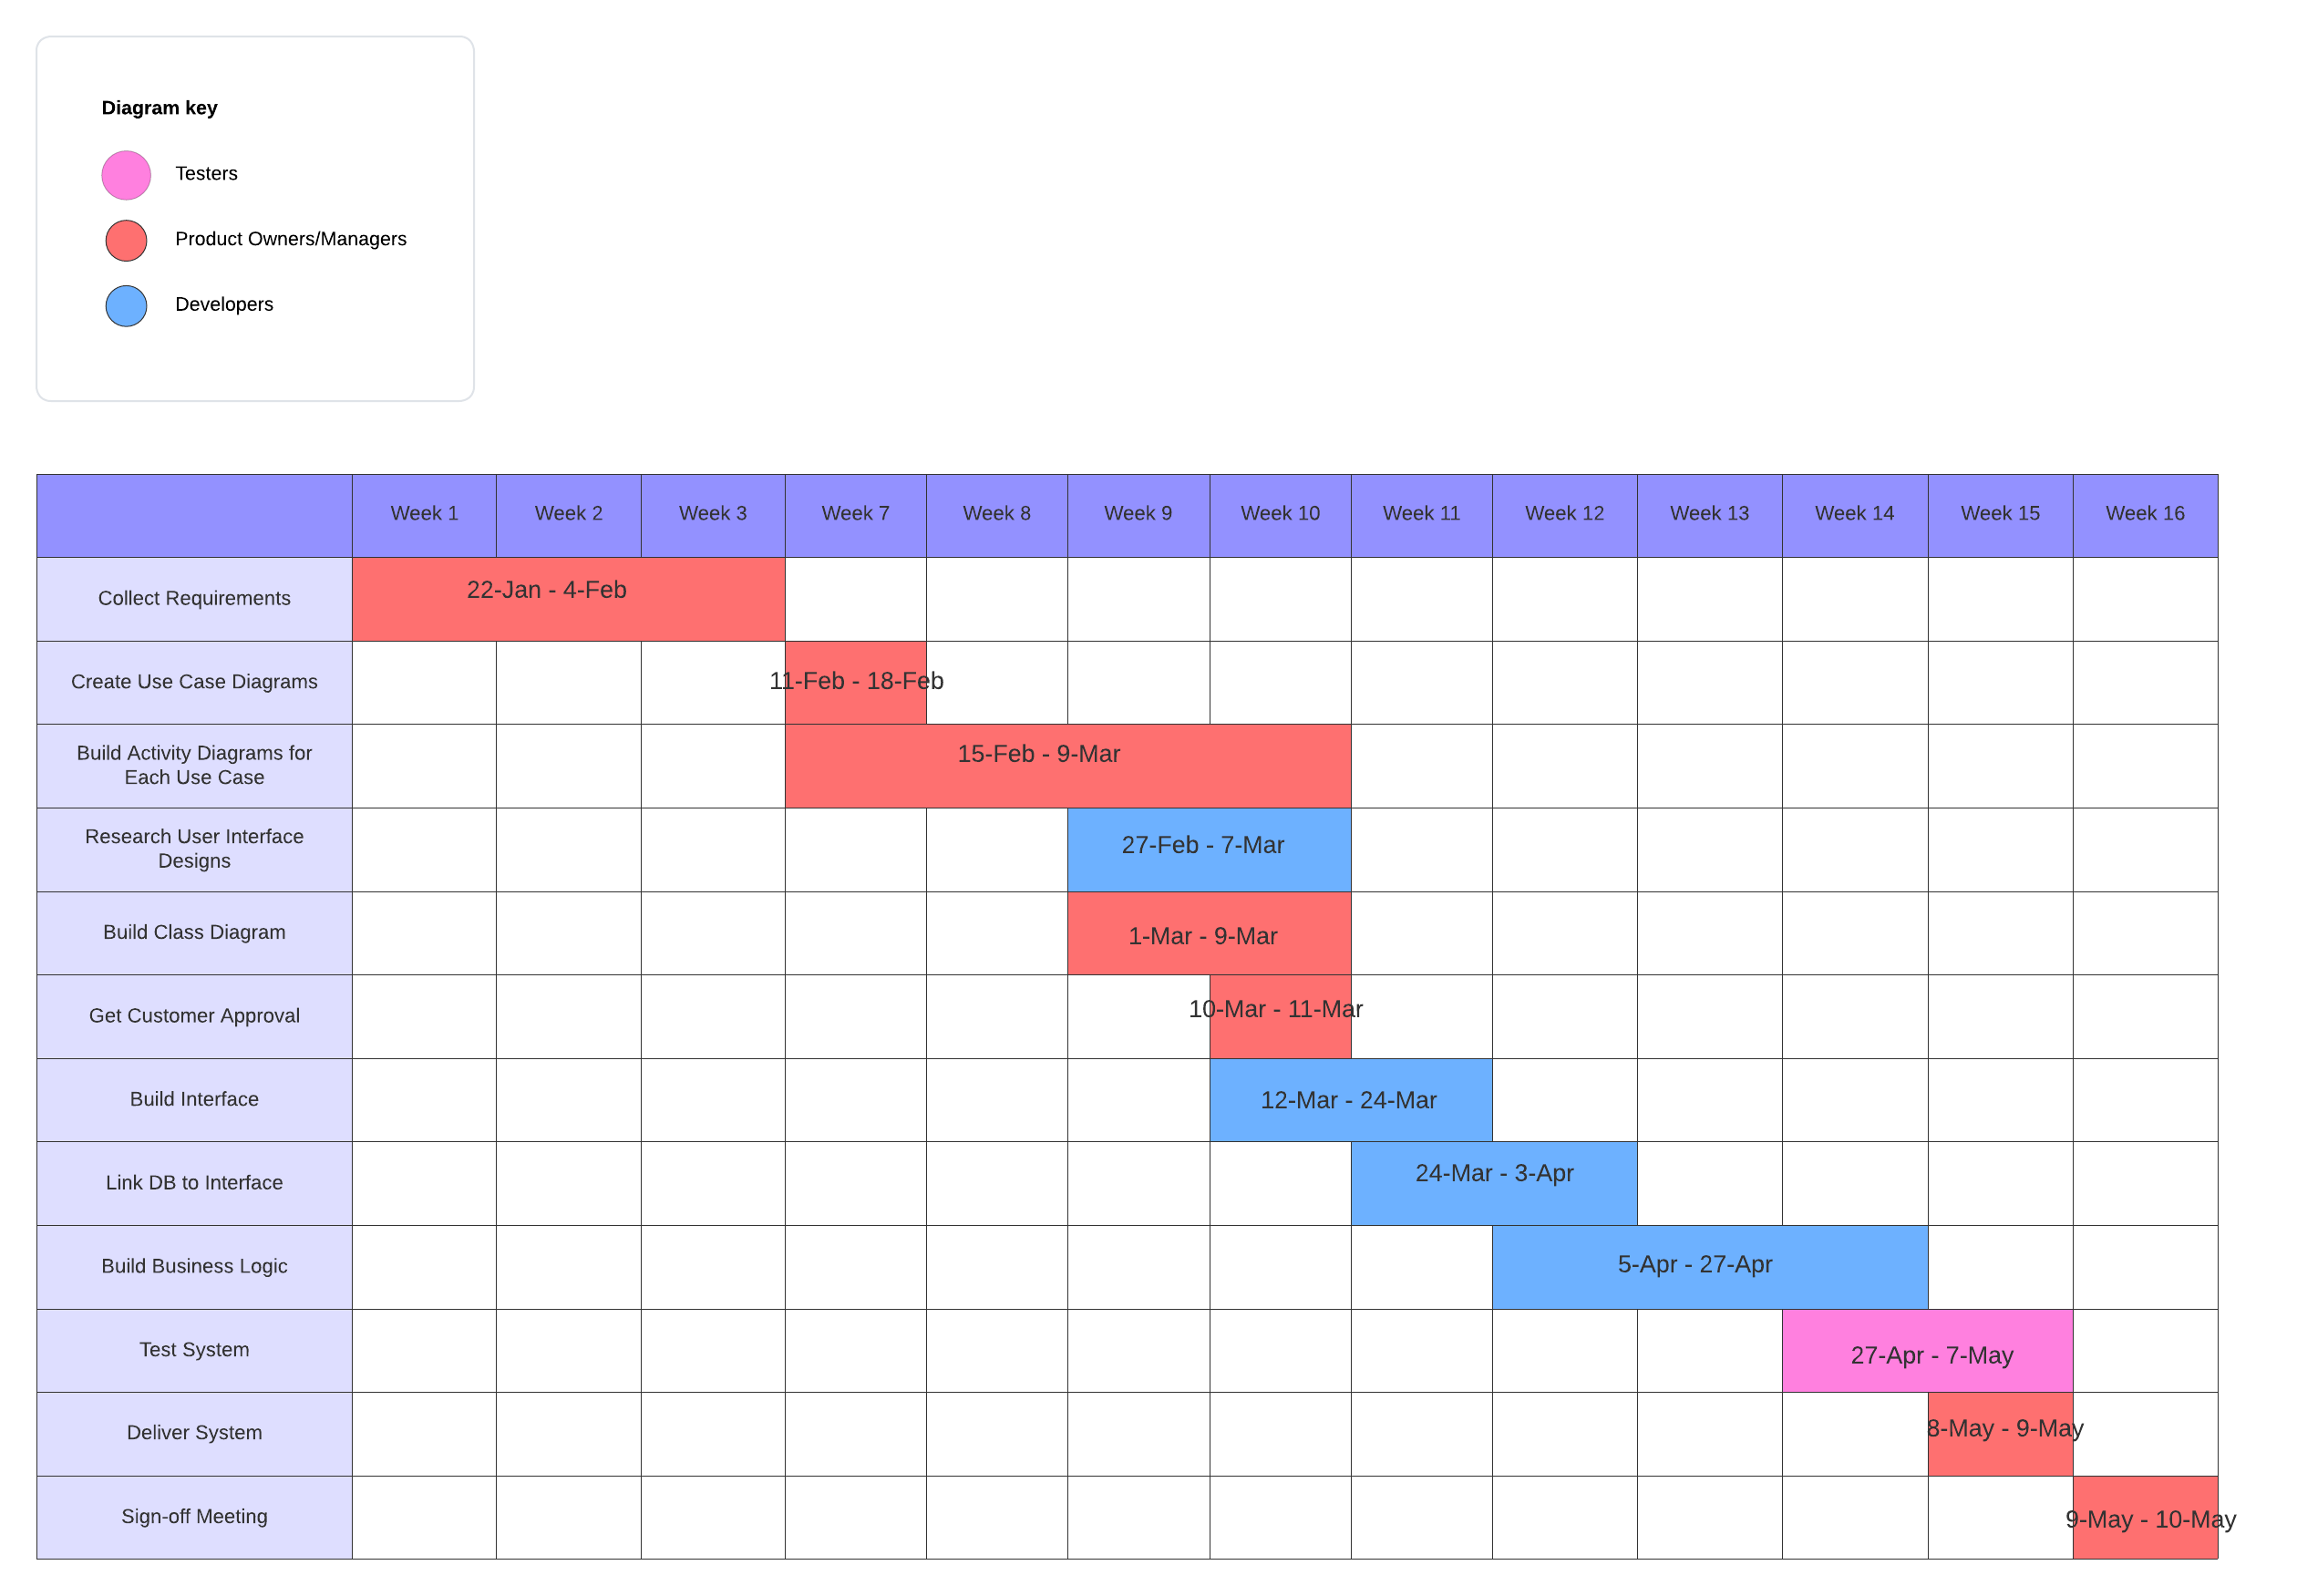 Diagram key
Testers
Product Owners/Managers
Developers
Week 1 Week 2 Week 3 Week 7 Week 8 Week 9 Week 10 Week 11 Week 12 Week 13 Week 14 Week 15 Week 16
Collect Requirements 22-Jan - 4-Feb
Create Use Case Diagrams 11-Feb - 18-Feb
Build Activity Diagrams for
Each Use Case
15-Feb - 9-Mar
Research User Interface
Designs
27-Feb - 7-Mar
Build Class Diagram 1-Mar - 9-Mar
Get Customer Approval 10-Mar - 11-Mar
Build Interface 12-Mar - 24-Mar
Link DB to Interface 24-Mar - 3-Apr
Build Business Logic 5-Apr - 27-Apr
Test System 27-Apr - 7-May
Deliver System 8-May - 9-May
Sign-off Meeting 9-May - 10-May